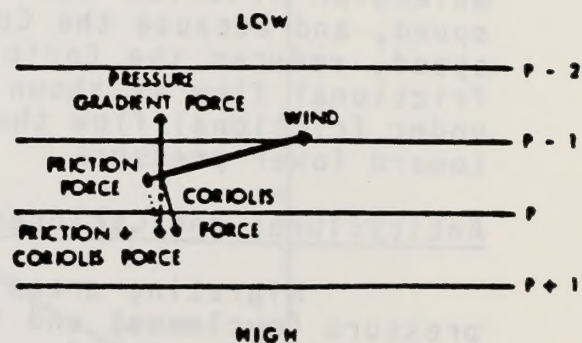 LOW
P - 2
PRESSURE
GRADIENT FORCE
WIND
P - 1
FRICTION
FORCE
CORIOLIS
FORCE
P
FRICTION +
CORIOLIS FORCE
P + 1
HIGH